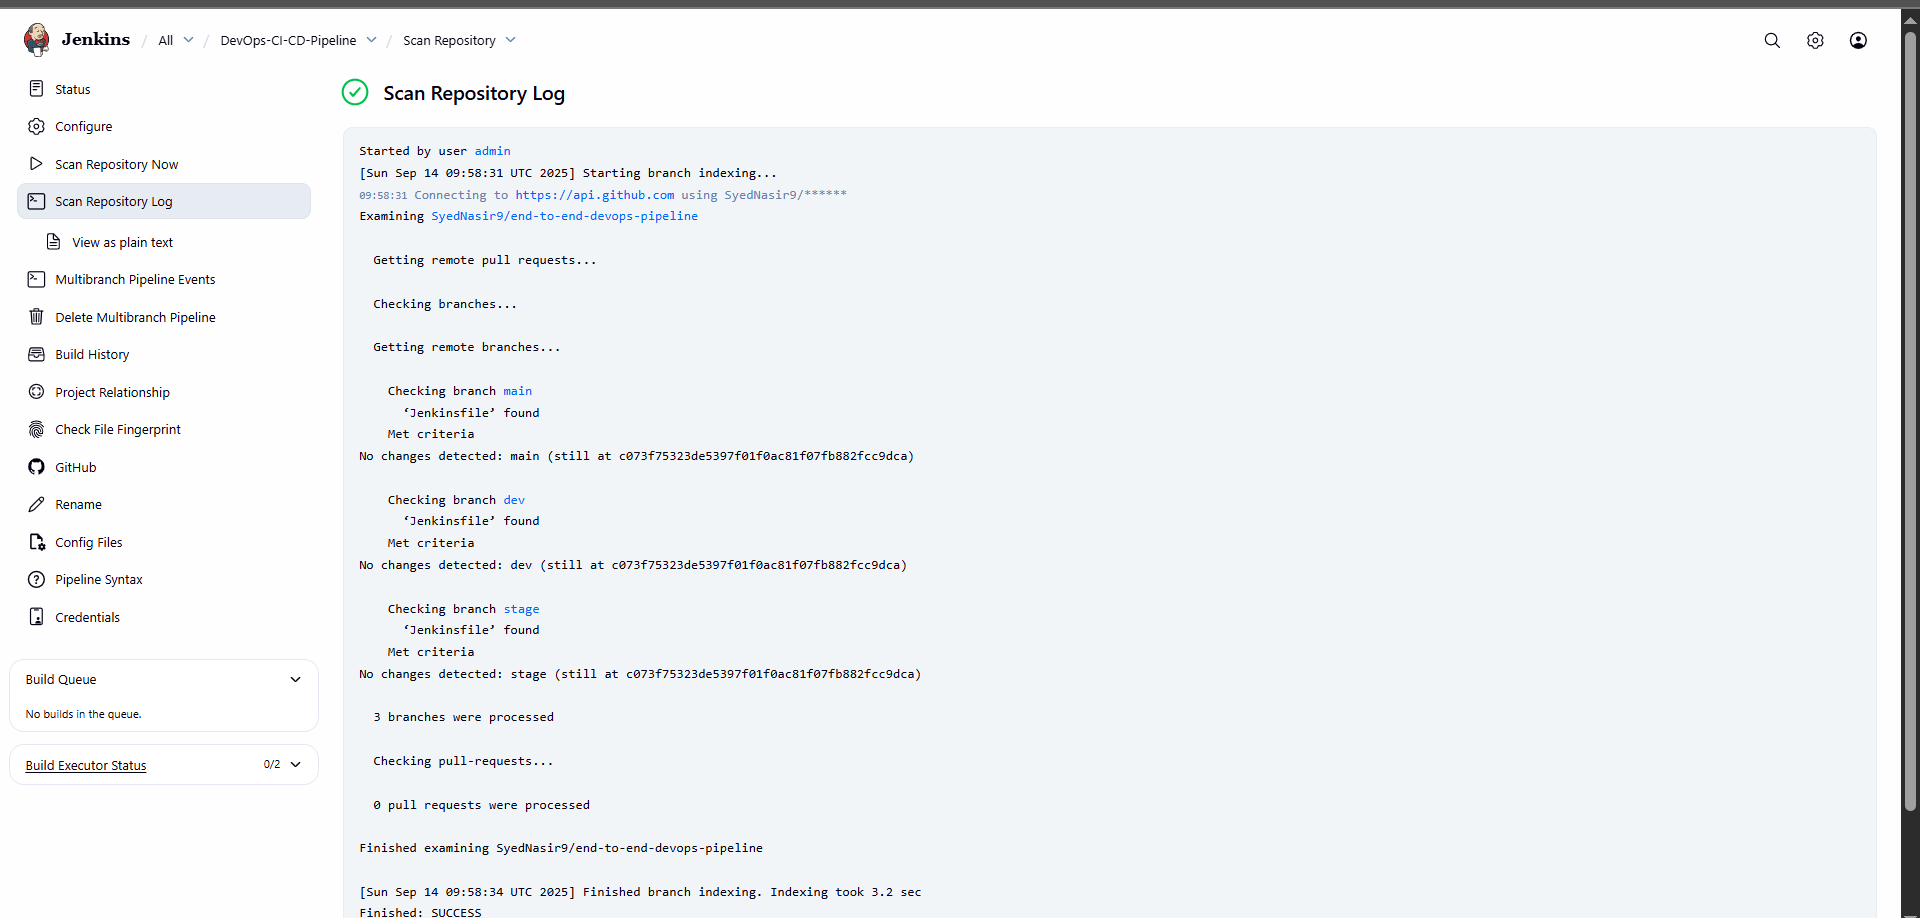 Jenkins / All / DevOps-CI-CD-Pipeline / Scan Repository
Status
Configure
Scan Repository Now
Scan Repository Log
View as plain text
Multibranch Pipeline Events
Delete Multibranch Pipeline
Build History
Project Relationship
Check File Fingerprint
GitHub
Rename
Config Files
Pipeline Syntax
Credentials
Build Queue
No builds in the queue.
Build Executor Status 0/2
Scan Repository Log
Started by user admin
[Sun Sep 14 09:58:31 UTC 2025] Starting branch indexing...
09:58:31 Connecting to https://api.github.com using SyedNasir9/******
Examining SyedNasir9/end-to-end-devops-pipeline
Getting remote pull requests...
Checking branches...
Getting remote branches...
Checking branch main
‘Jenkinsfile’ found
Met criteria
No changes detected: main (still at c073f75323de5397f01f0ac81f07fb882fcc9dca)
Checking branch dev
‘Jenkinsfile’ found
Met criteria
No changes detected: dev (still at c073f75323de5397f01f0ac81f07fb882fcc9dca)
Checking branch stage
‘Jenkinsfile’ found
Met criteria
No changes detected: stage (still at c073f75323de5397f01f0ac81f07fb882fcc9dca)
3 branches were processed
Checking pull-requests...
0 pull requests were processed
Finished examining SyedNasir9/end-to-end-devops-pipeline
[Sun Sep 14 09:58:34 UTC 2025] Finished branch indexing. Indexing took 3.2 sec
Finished: SUCCESS